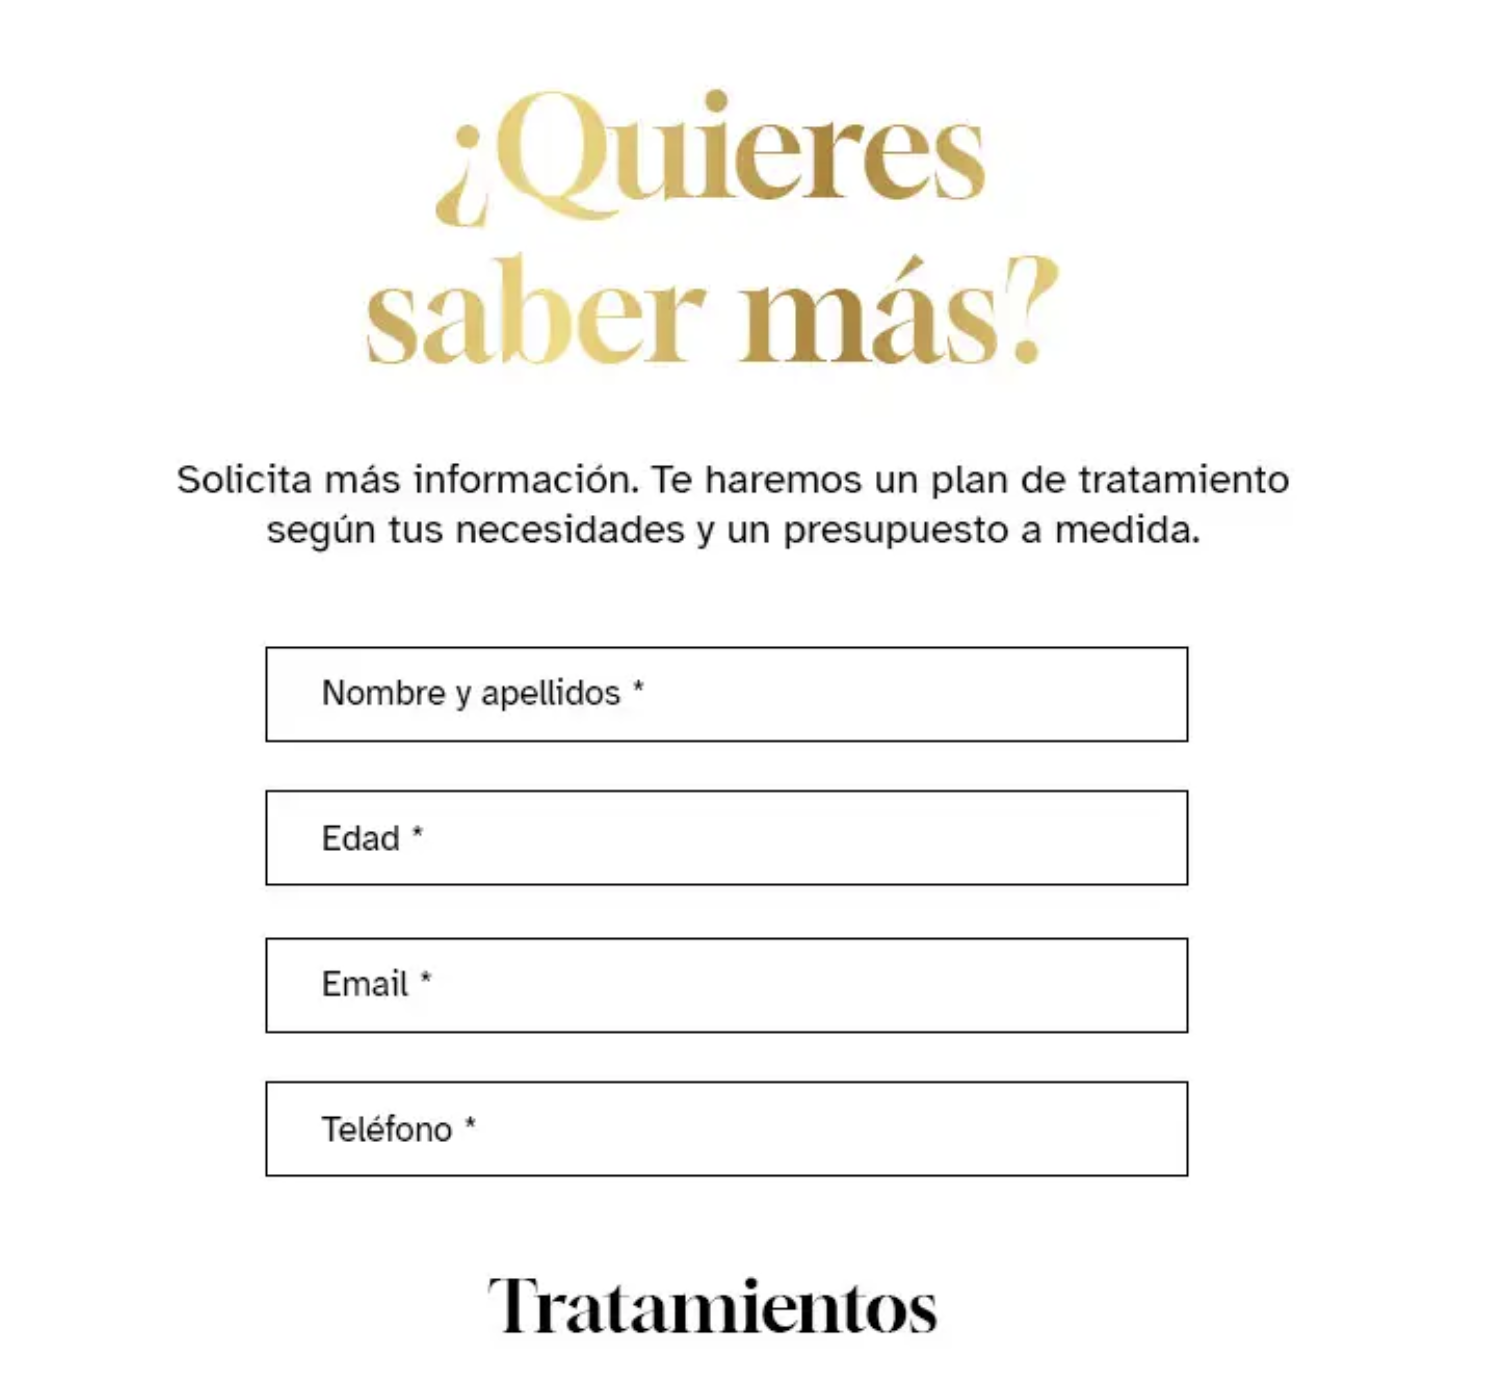 ¿Quieres
saber más?
Solicita más información. Te haremos un plan de tratamiento
según tus necesidades y un presupuesto a medida.
Nombre y apellidos *
Edad *
Email *
Teléfono *
Tratamientos